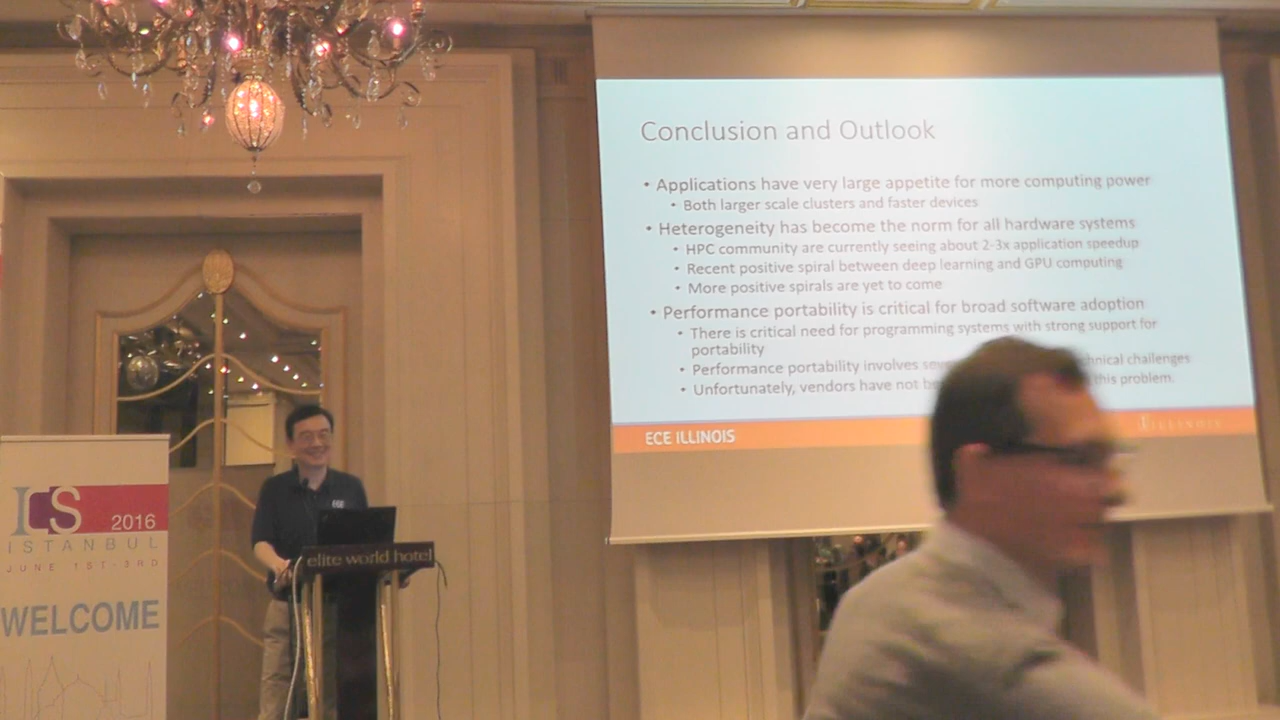 Conclusion and Outlook
• Applications have very large appetite for more computing power
• Both larger scale clusters and faster devices
• Heterogeneity has become the norm for all hardware systems
• HPC community are currently seeing about 2-3x application speedup
• Recent positive spiral between deep learning and GPU computing
• More positive spirals are yet to come
• Performance portability is critical for broad software adoption
• There is critical need for programming systems with strong support for
portability
• Performance portability involves challenges
• Unfortunately, vendors have not this problem.
ECE ILLINOIS
ILLINOIS
ICS
2016
ISTANBUL
JUNE 1ST-3RD
WELCOME
elite world hotel